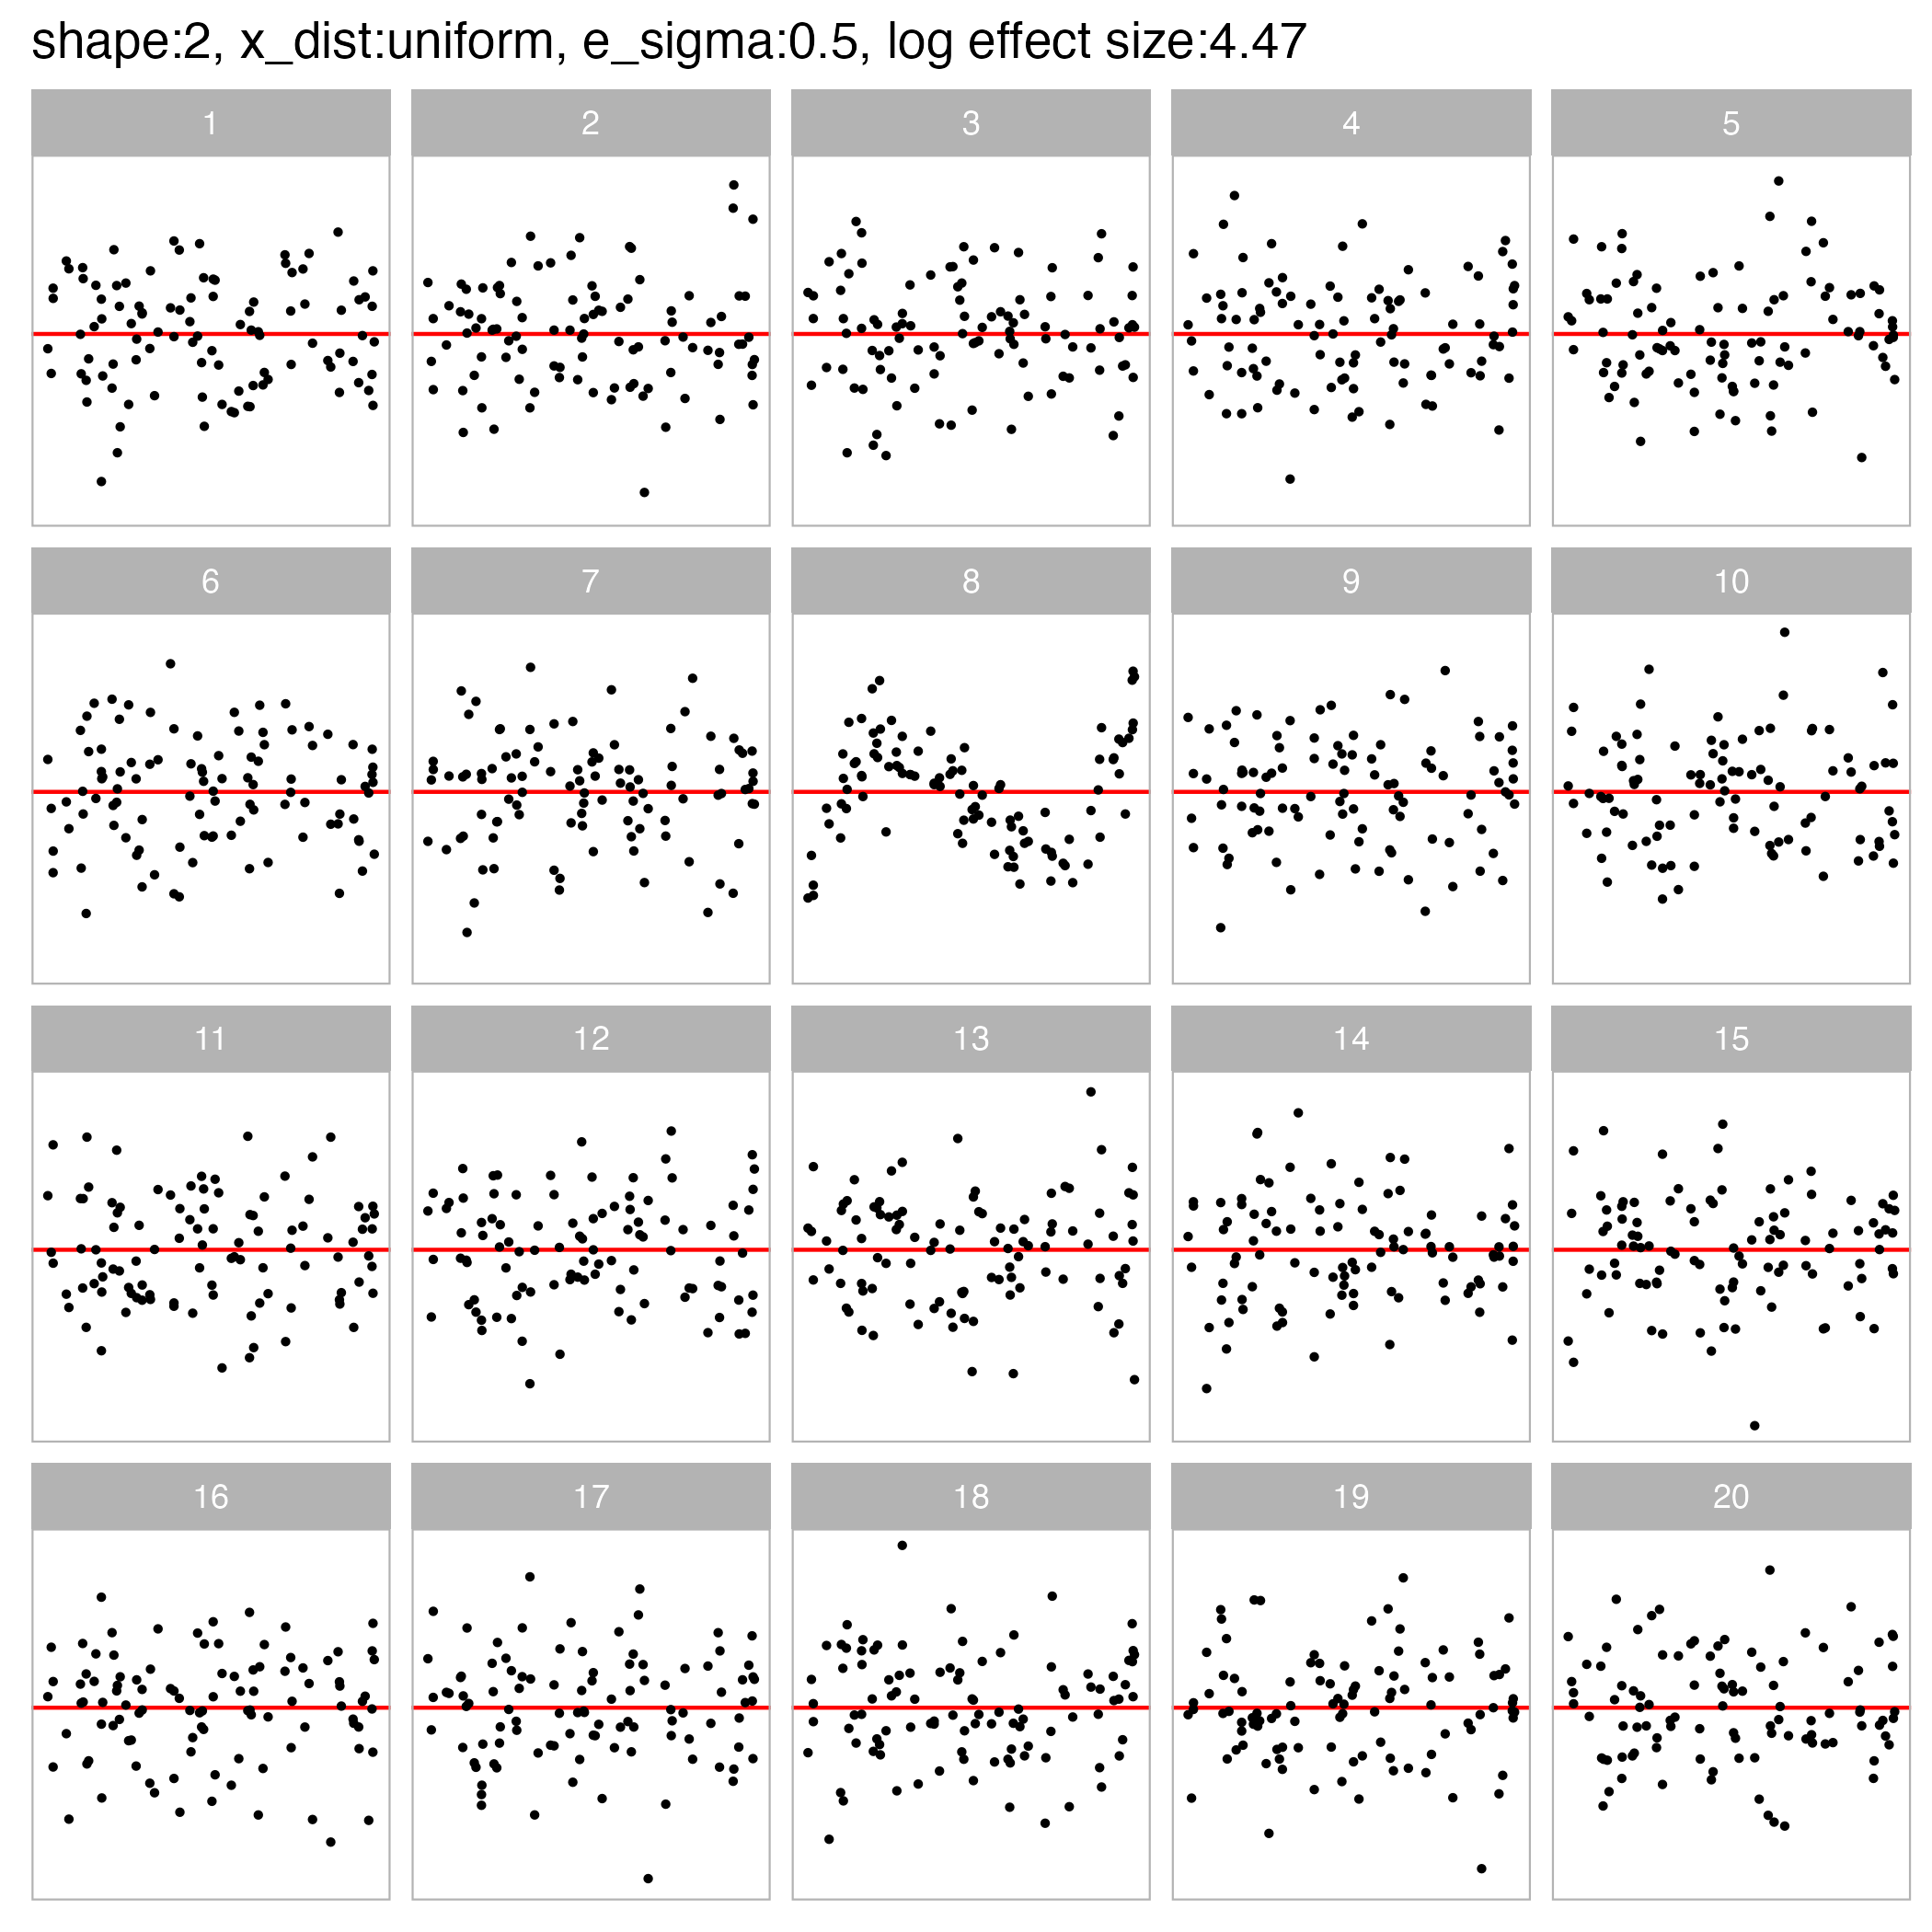 shape:2, x_dist:uniform, e_sigma:0.5, log effect size:4.47
1 2 3 4 5
6 7 8 9 10
11 12 13 14 15
16 17 18 19 20